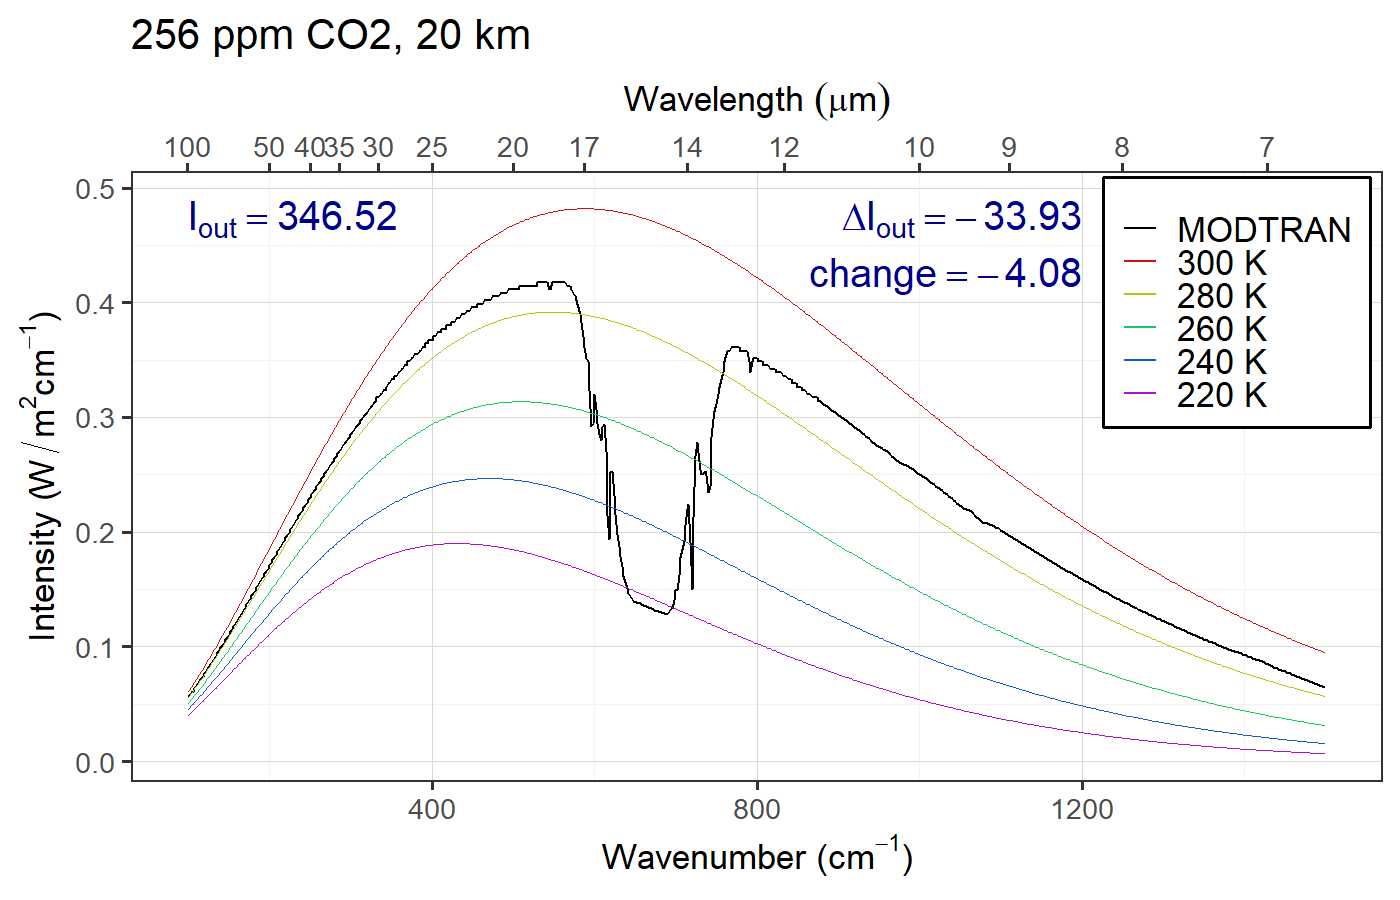 256 ppm CO2, 20 km
Wavelength (μm)
100 50 40 35 30 25 20 17 14 12 10 9 8 7
Iout = 346.52
ΔIout = −33.93
change = −4.08
MODTRAN
300 K
280 K
260 K
240 K
220 K
Intensity (W / m²cm⁻¹)
0.5
0.4
0.3
0.2
0.1
0.0
400 800 1200
Wavenumber (cm⁻¹)